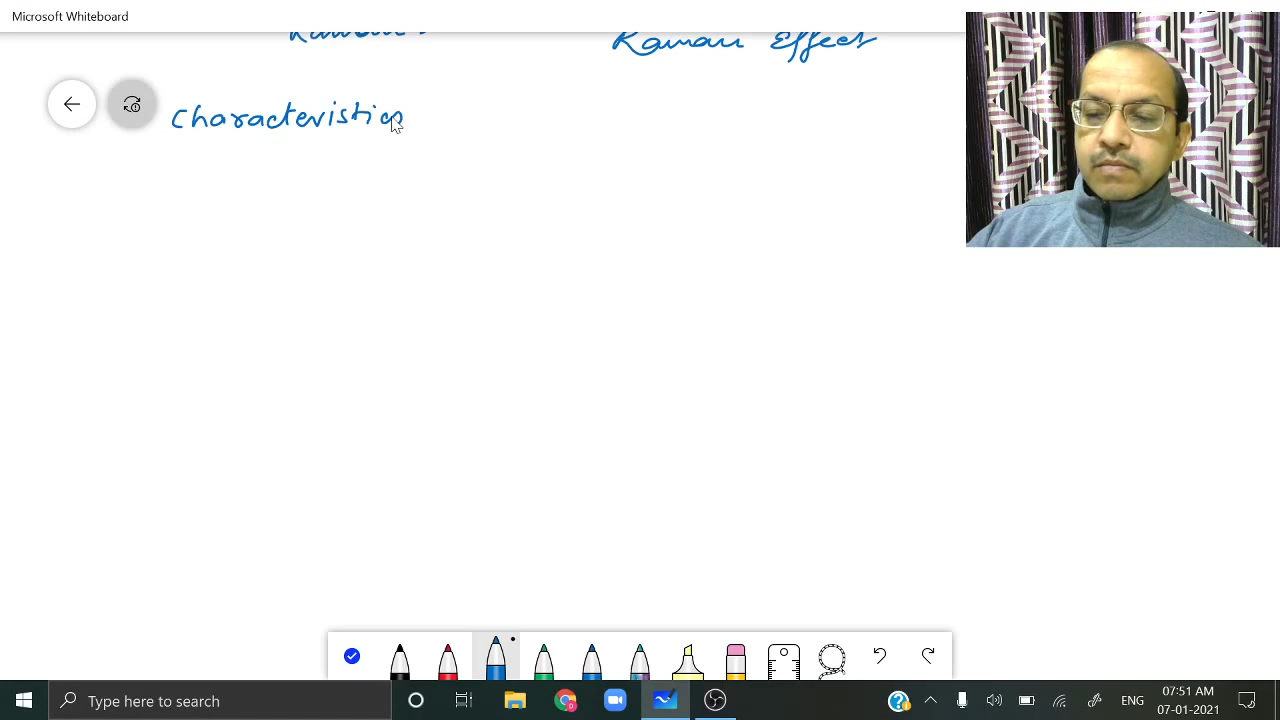 Microsoft Whiteboard
Raman Effect
Characteristics
Type here to search
ENG
07:51 AM
07-01-2021